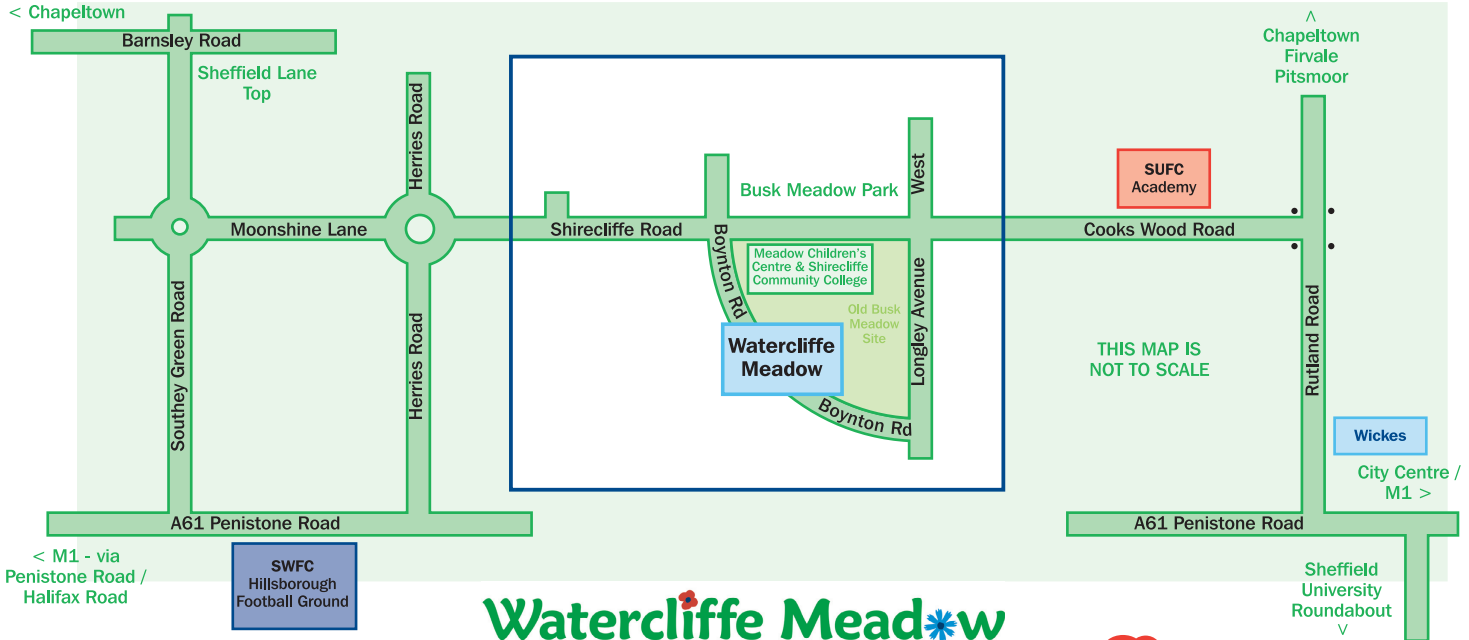 < Chapeltown
Barnsley Road
Sheffield Lane
Top
Herries Road
Moonshine Lane
Southey Green Road
Herries Road
A61 Penistone Road
< M1 - via
Penistone Road /
Halifax Road
SWFC
Hillsborough
Football Ground
Shirecliffe Road
Busk Meadow Park
West
Boynton Rd
Meadow Children's
Centre & Shirecliffe
Community College
Old Busk
Meadow
Site
Longley Avenue
Watercliffe
Meadow
Boynton Rd
^
Chapeltown
Firvale
Pitsmoor
SUFC
Academy
Cooks Wood Road
THIS MAP IS
NOT TO SCALE
Rutland Road
Wickes
City Centre /
M1 >
A61 Penistone Road
Sheffield
University
Roundabout
V
Watercliffe Meadow